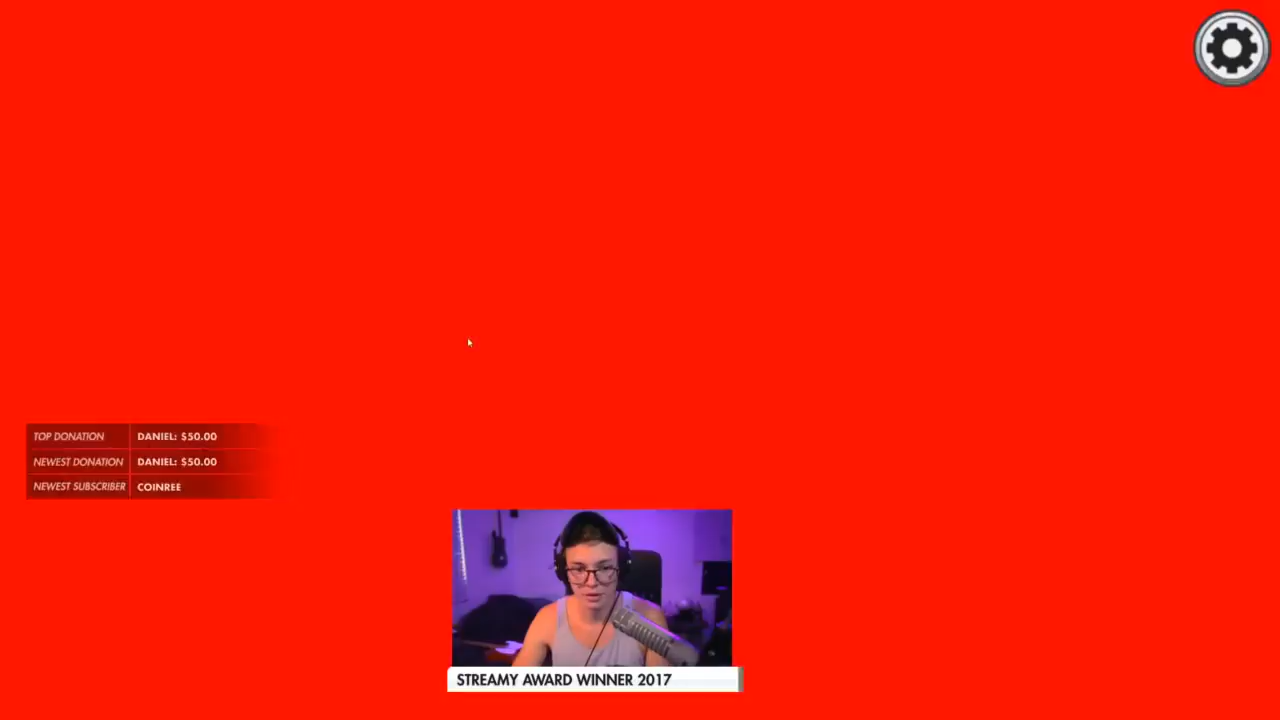 TOP DONATION DANIEL: $50.00
NEWEST DONATION DANIEL: $50.00
NEWEST SUBSCRIBER COINREE
STREAMY AWARD WINNER 2017